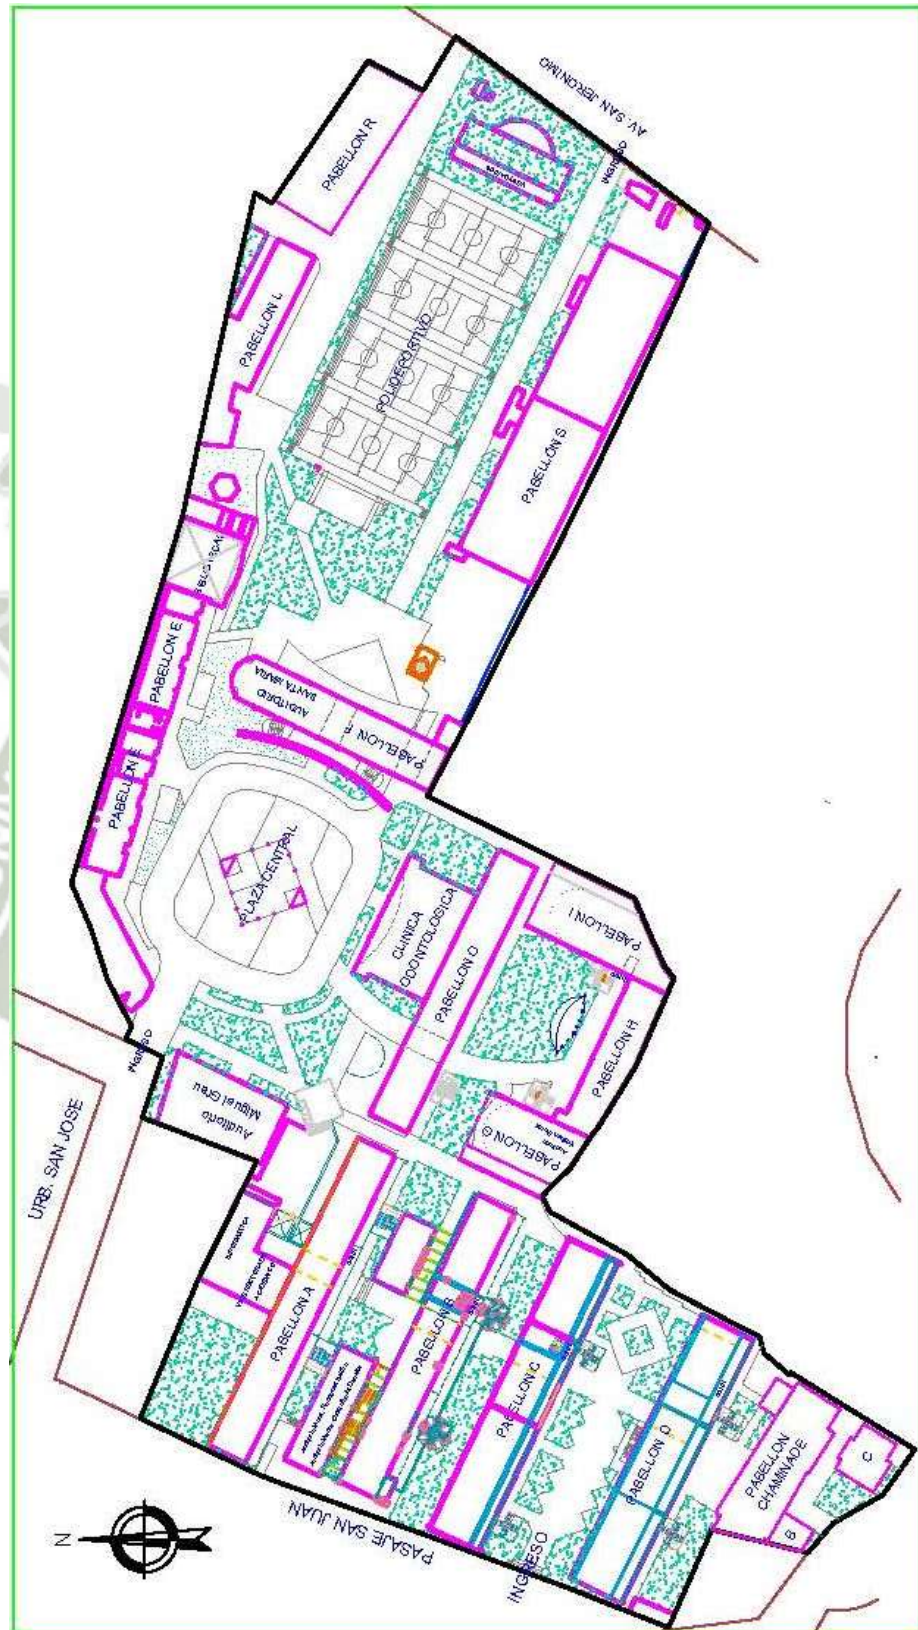 AV. SAN JERONIMO
INGRESO
PABELLON R
VESTIDORES
PABELLON L
POLIDEPORTIVO
PABELLON S
PABELLON E
AUDITORIO
SANTA MARIA
PABELLON F
PABELLON E
PLAZA CENTRAL
CLINICA
ODONTOLOGICA
PABELLON O
PABELLON I
INGRESO
PABELLON H
Auditorio
Miguel Grau
PABELLON G
URB. SAN JOSE
PABELLON A
PABELLON B
PABELLON C
PABELLON D
PABELLON
CHAMINADE
C
B
PASAJE SAN JUAN
INGRESO
N